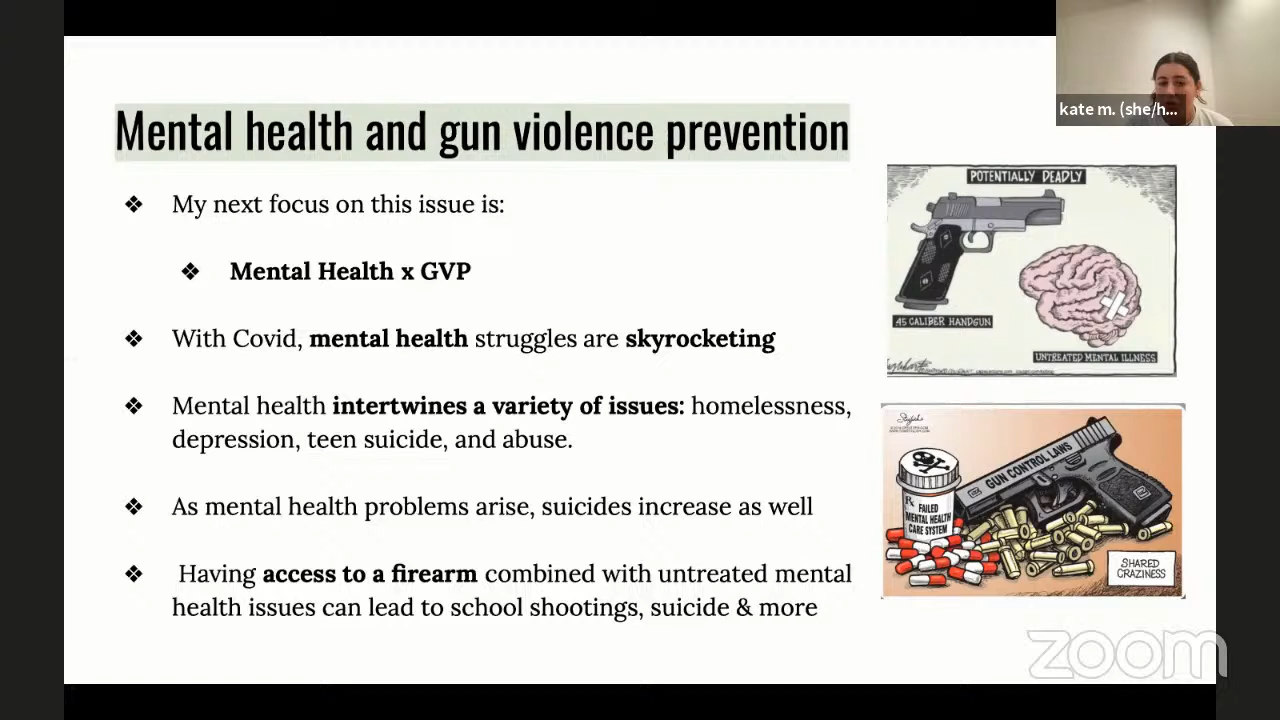 kate m. (she/h...
Mental health and gun violence prevention
❖ My next focus on this issue is:
❖ Mental Health x GVP
❖ With Covid, mental health struggles are skyrocketing
❖ Mental health intertwines a variety of issues: homelessness,
depression, teen suicide, and abuse.
❖ As mental health problems arise, suicides increase as well
❖ Having access to a firearm combined with untreated mental
health issues can lead to school shootings, suicide & more
POTENTIALLY DEADLY
45 CALIBER HANDGUN
UNTREATED MENTAL ILLNESS
GUN CONTROL LAWS
FAILED
MENTAL HEALTH
CARE SYSTEM
SHARED
CRAZINESS
zoom